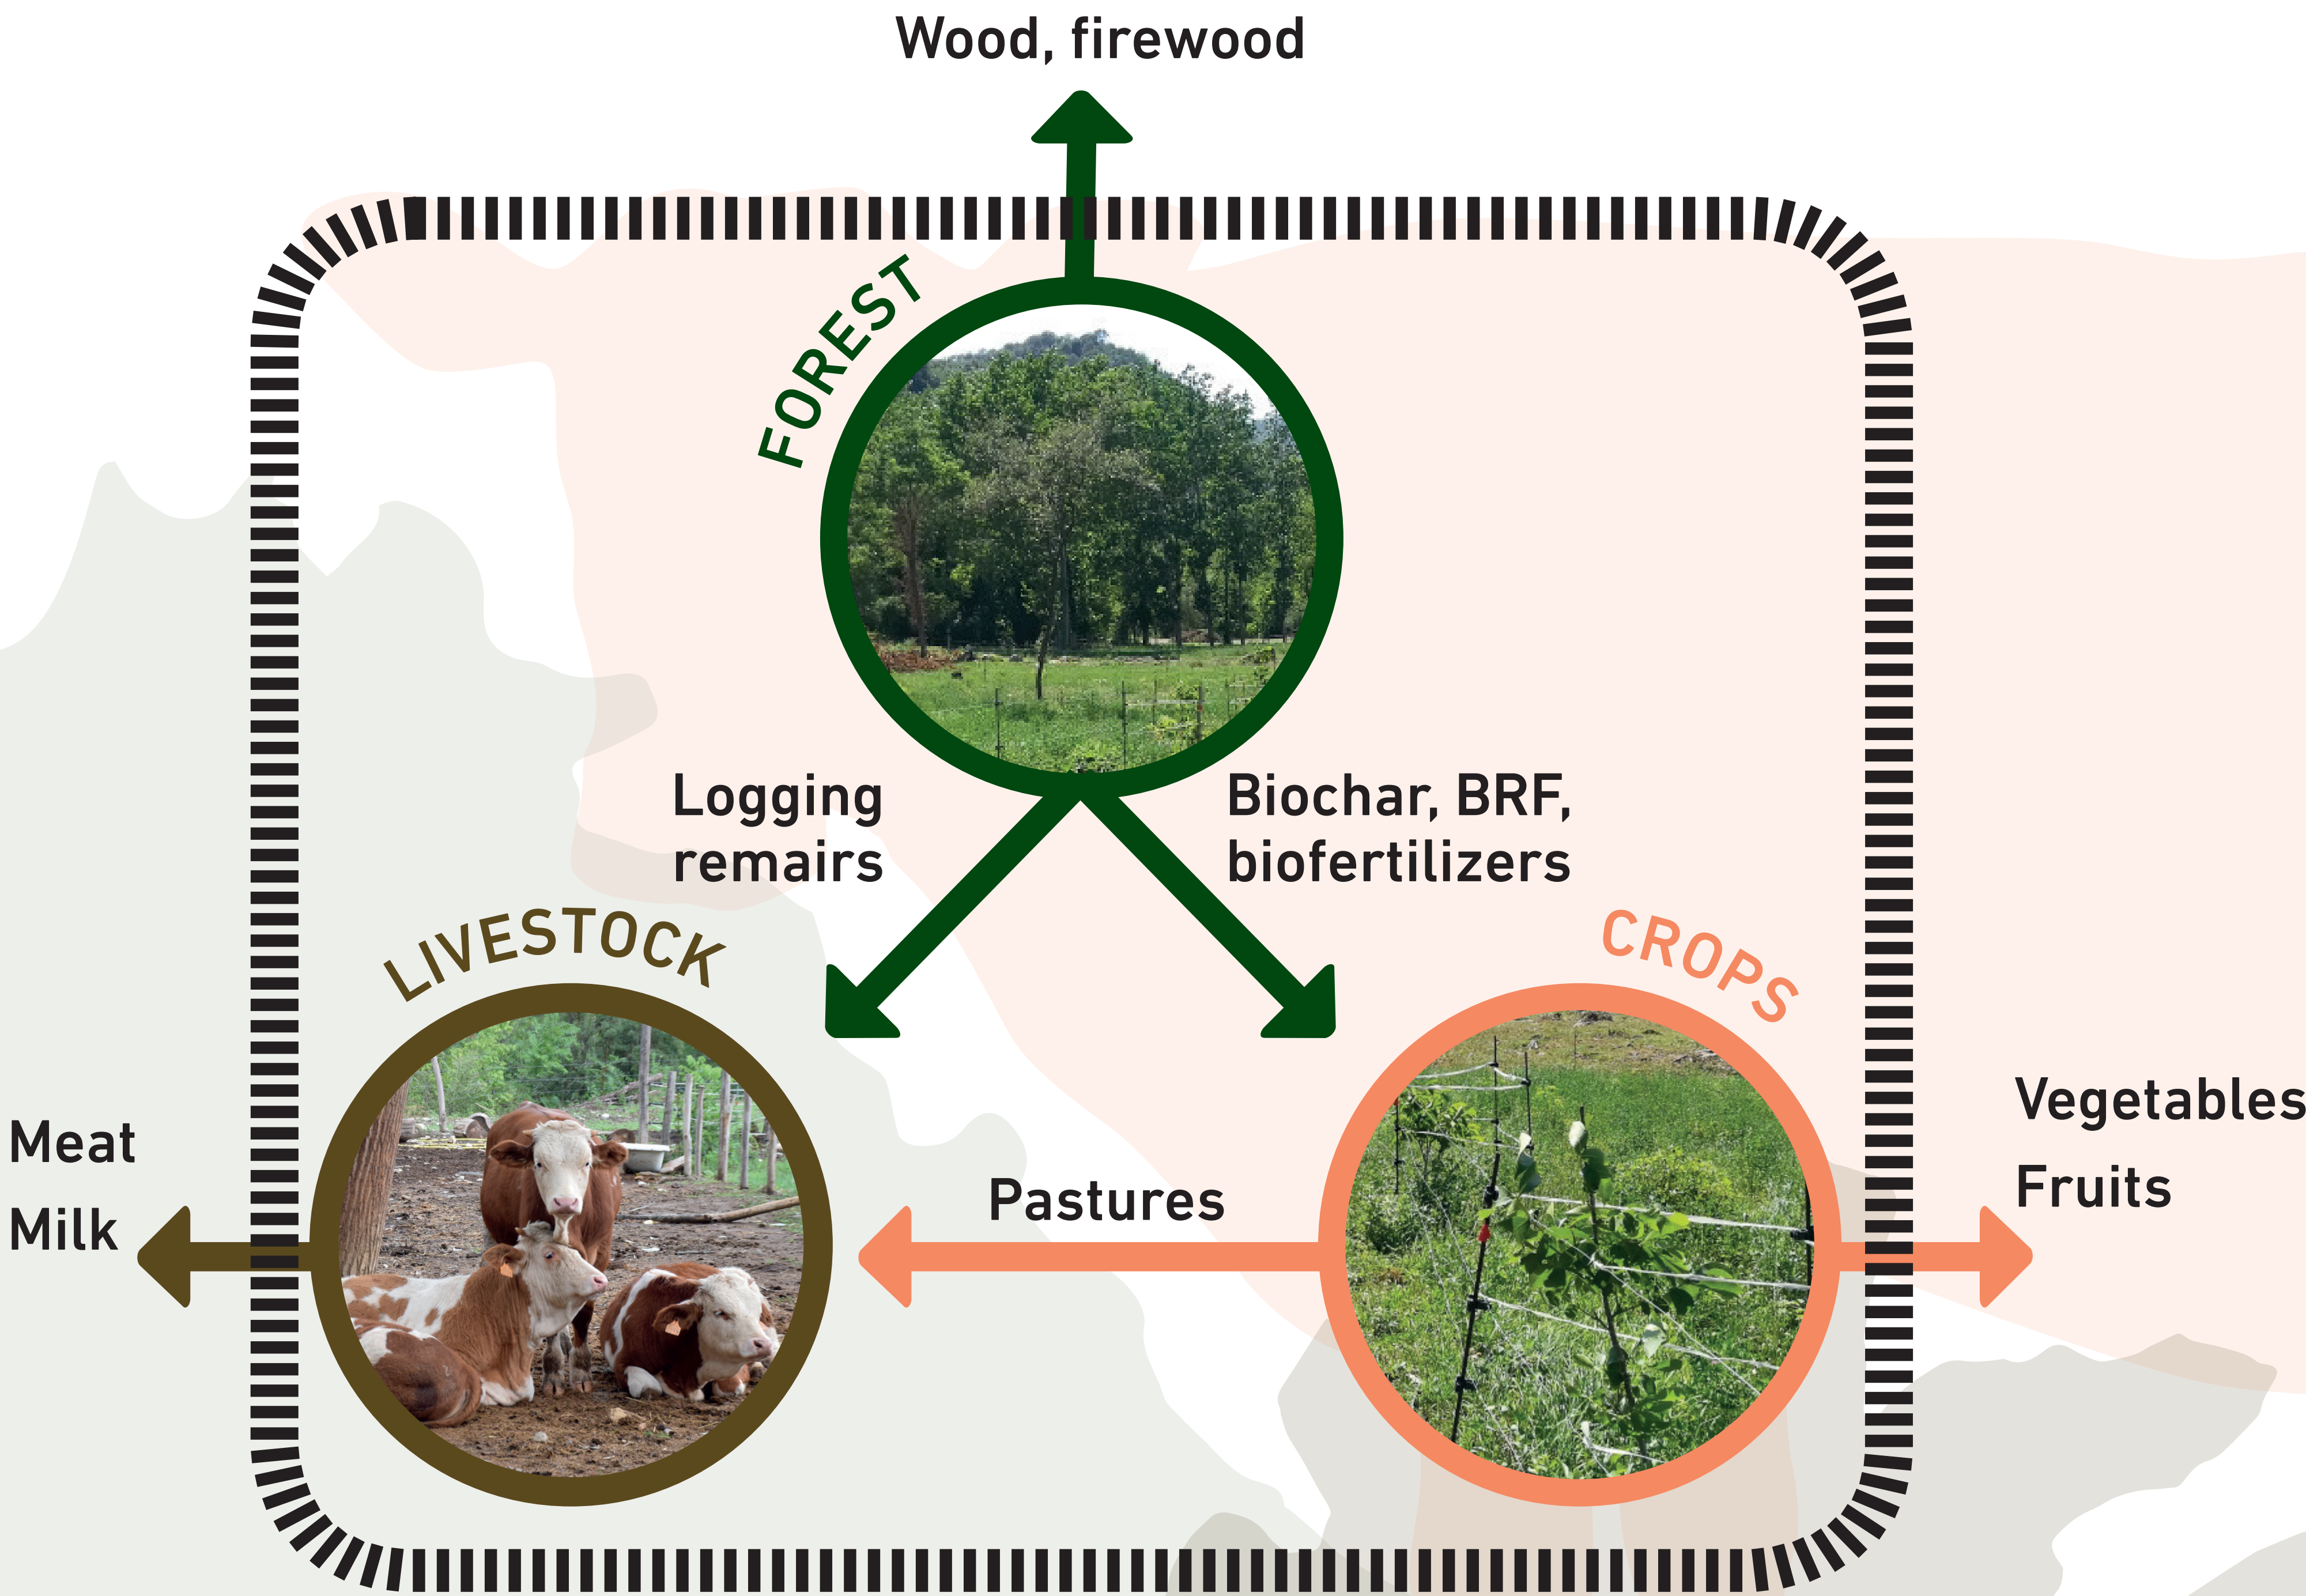 Wood, firewood
FOREST
Logging
remairs
Biochar, BRF,
biofertilizers
LIVESTOCK
CROPS
Meat
Milk
Pastures
Vegetables
Fruits